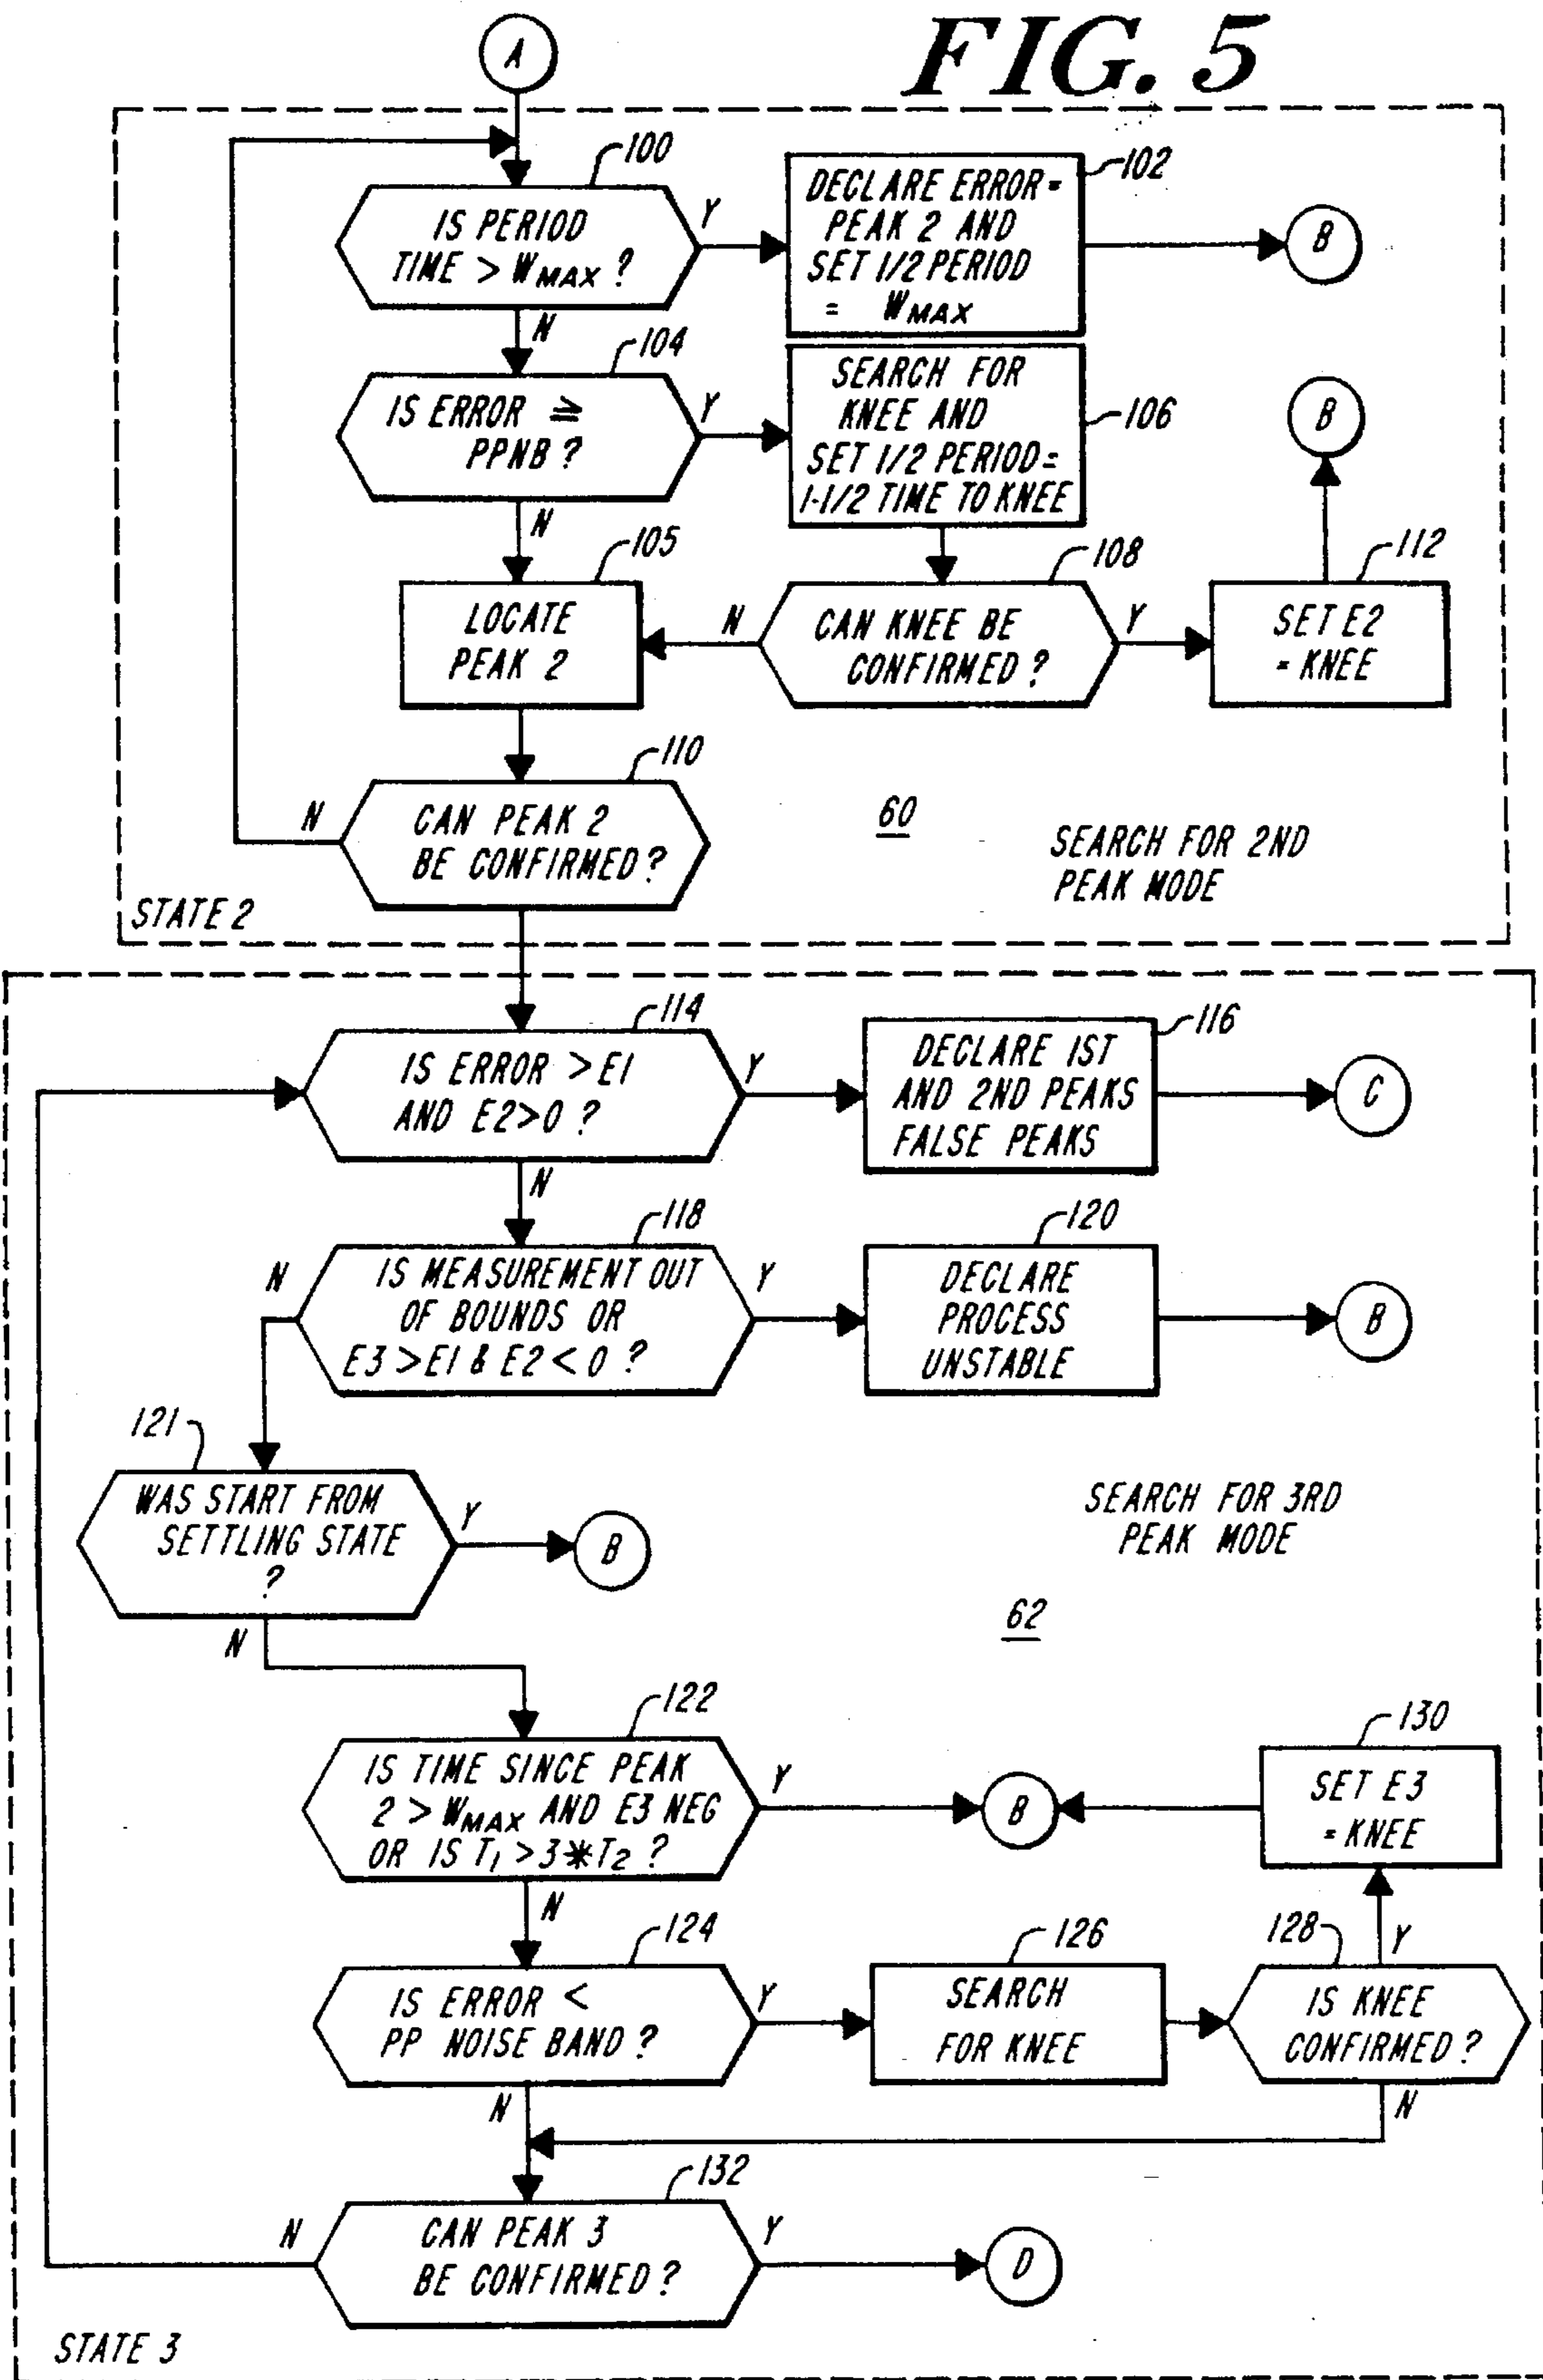 FIG. 5
A
100
IS PERIOD
TIME > WMAX ?
Y
N
102
DECLARE ERROR =
PEAK 2 AND
SET 1/2 PERIOD
= WMAX
B
104
IS ERROR ≧
PPNB ?
Y
N
106
SEARCH FOR
KNEE AND
SET 1/2 PERIOD =
1-1/2 TIME TO KNEE
B
105
LOCATE
PEAK 2
108
CAN KNEE BE
CONFIRMED ?
N
Y
112
SET E2
= KNEE
110
CAN PEAK 2
BE CONFIRMED ?
N
60
SEARCH FOR 2ND
PEAK MODE
STATE 2
114
IS ERROR > E1
AND E2 > 0 ?
Y
N
116
DECLARE 1ST
AND 2ND PEAKS
FALSE PEAKS
C
118
IS MEASUREMENT OUT
OF BOUNDS OR
E3 > E1 & E2 < 0 ?
N
Y
120
DECLARE
PROCESS
UNSTABLE
B
121
WAS START FROM
SETTLING STATE
?
Y
N
B
SEARCH FOR 3RD
PEAK MODE
62
122
IS TIME SINCE PEAK
2 > WMAX AND E3 NEG
OR IS T1 > 3*T2 ?
Y
N
B
130
SET E3
= KNEE
124
IS ERROR <
PP NOISE BAND ?
Y
N
126
SEARCH
FOR KNEE
128
IS KNEE
CONFIRMED ?
Y
N
132
CAN PEAK 3
BE CONFIRMED ?
N
Y
D
STATE 3